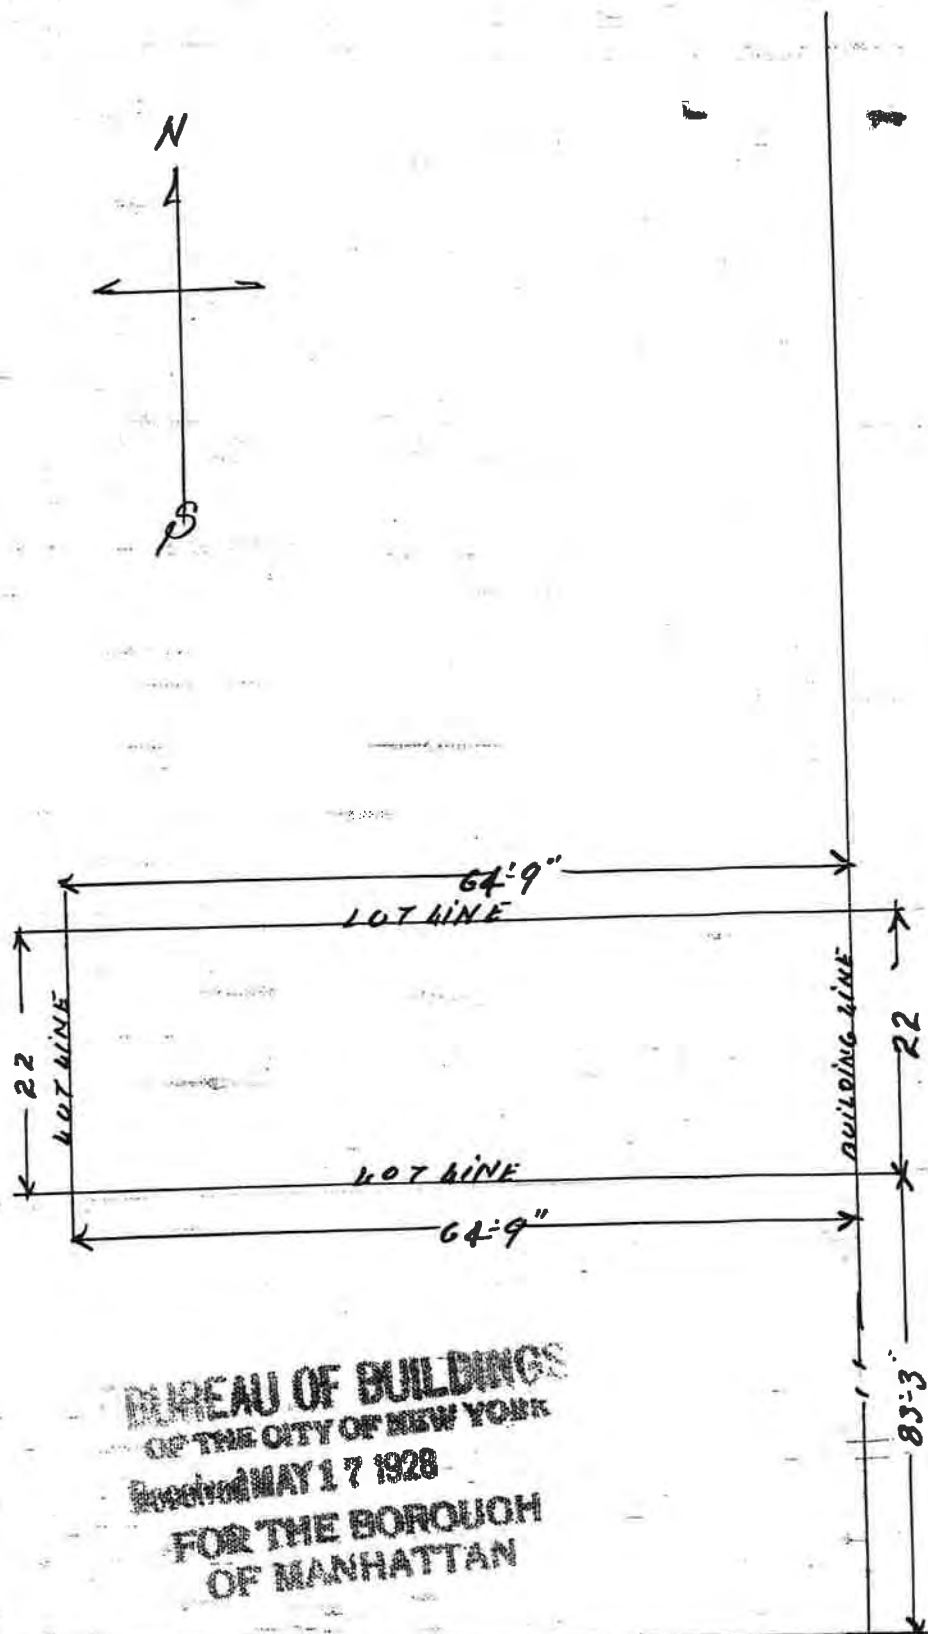 N
S
64'-9"
LOT LINE
22
LOT LINE
BUILDING LINE
22
LOT LINE
64'-9"
83'-3"
BUREAU OF BUILDINGS
OF THE CITY OF NEW YORK
Received MAY 17 1928
FOR THE BOROUGH
OF MANHATTAN